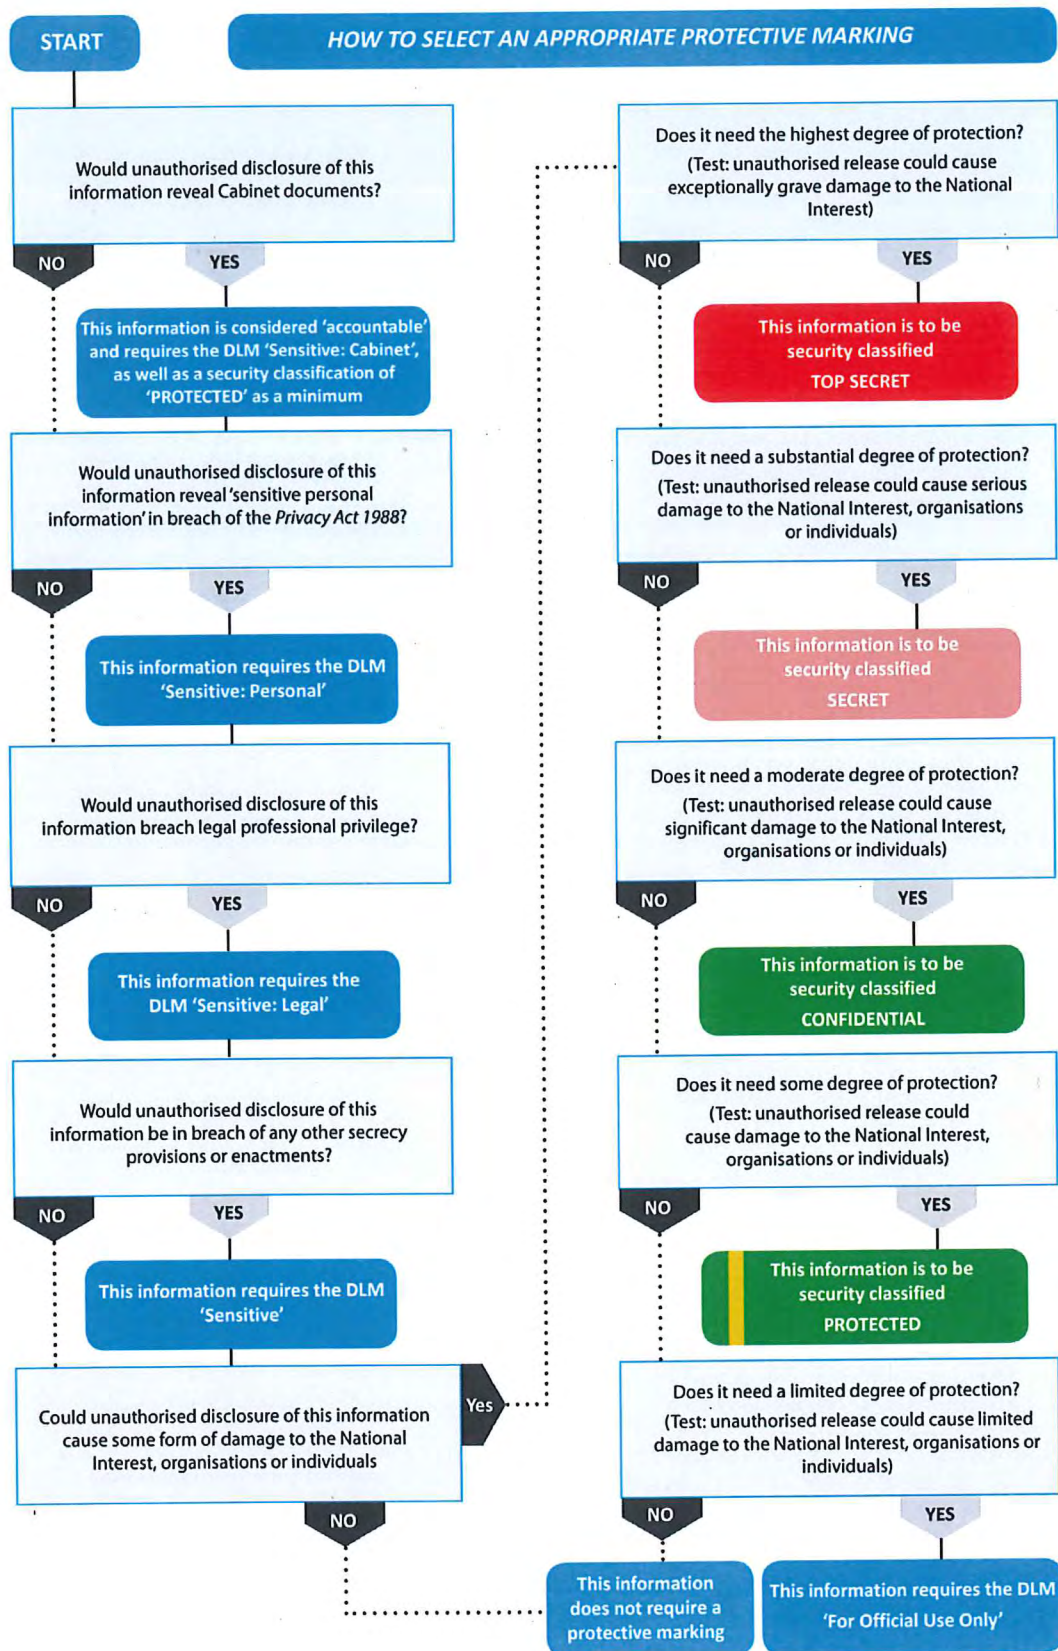 START
HOW TO SELECT AN APPROPRIATE PROTECTIVE MARKING
Would unauthorised disclosure of this
information reveal Cabinet documents?
NO
YES
This information is considered 'accountable'
and requires the DLM 'Sensitive: Cabinet',
as well as a security classification of
'PROTECTED' as a minimum
Would unauthorised disclosure of this
information reveal 'sensitive personal
information' in breach of the Privacy Act 1988?
NO
YES
This information requires the DLM
'Sensitive: Personal'
Would unauthorised disclosure of this
information breach legal professional privilege?
NO
YES
This information requires the
DLM 'Sensitive: Legal'
Would unauthorised disclosure of this
information be in breach of any other secrecy
provisions or enactments?
NO
YES
This information requires the DLM
'Sensitive'
Could unauthorised disclosure of this information
cause some form of damage to the National
Interest, organisations or individuals
Yes
NO
Does it need the highest degree of protection?
(Test: unauthorised release could cause
exceptionally grave damage to the National
Interest)
NO
YES
This information is to be
security classified
TOP SECRET
Does it need a substantial degree of protection?
(Test: unauthorised release could cause serious
damage to the National Interest, organisations
or individuals)
NO
YES
This information is to be
security classified
SECRET
Does it need a moderate degree of protection?
(Test: unauthorised release could cause
significant damage to the National Interest,
organisations or individuals)
NO
YES
This information is to be
security classified
CONFIDENTIAL
Does it need some degree of protection?
(Test: unauthorised release could
cause damage to the National Interest,
organisations or individuals)
NO
YES
This information is to be
security classified
PROTECTED
Does it need a limited degree of protection?
(Test: unauthorised release could cause limited
damage to the National Interest, organisations or
individuals)
NO
YES
This information
does not require a
protective marking
This information requires the DLM
'For Official Use Only'